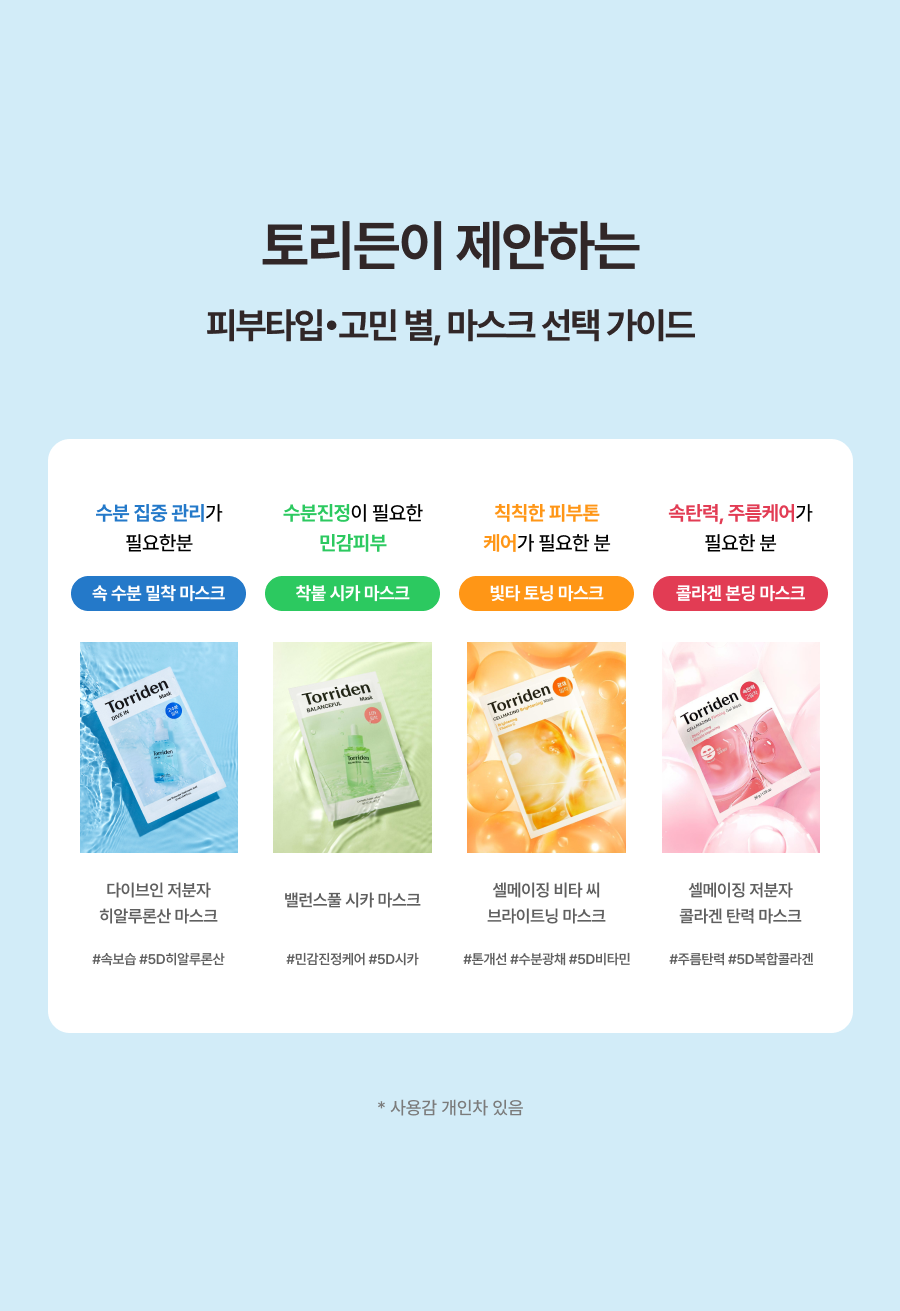 토리든이 제안하는
피부타입•고민 별, 마스크 선택 가이드
수분 집중 관리가
필요한분
속 수분 밀착 마스크
Torriden
Mask
DIVE IN
Torriden
다이브인 저분자
히알루론산 마스크
#속보습 #5D히알루론산
수분진정이 필요한
민감피부
착붙 시카 마스크
Torriden
Mask
BALANCEFUL
Torriden
밸런스풀 시카 마스크
#민감진정케어 #5D시카
칙칙한 피부톤
케어가 필요한 분
빛타 토닝 마스크
Torriden
CELLMAZING Brightening Mask
셀메이징 비타 씨
브라이트닝 마스크
#톤개선 #수분광채 #5D비타민
속탄력, 주름케어가
필요한 분
콜라겐 본딩 마스크
Torriden
CELLMAZING Firming Gel Mask
속탄력
셀메이징 저분자
콜라겐 탄력 마스크
#주름탄력 #5D복합콜라겐
* 사용감 개인차 있음